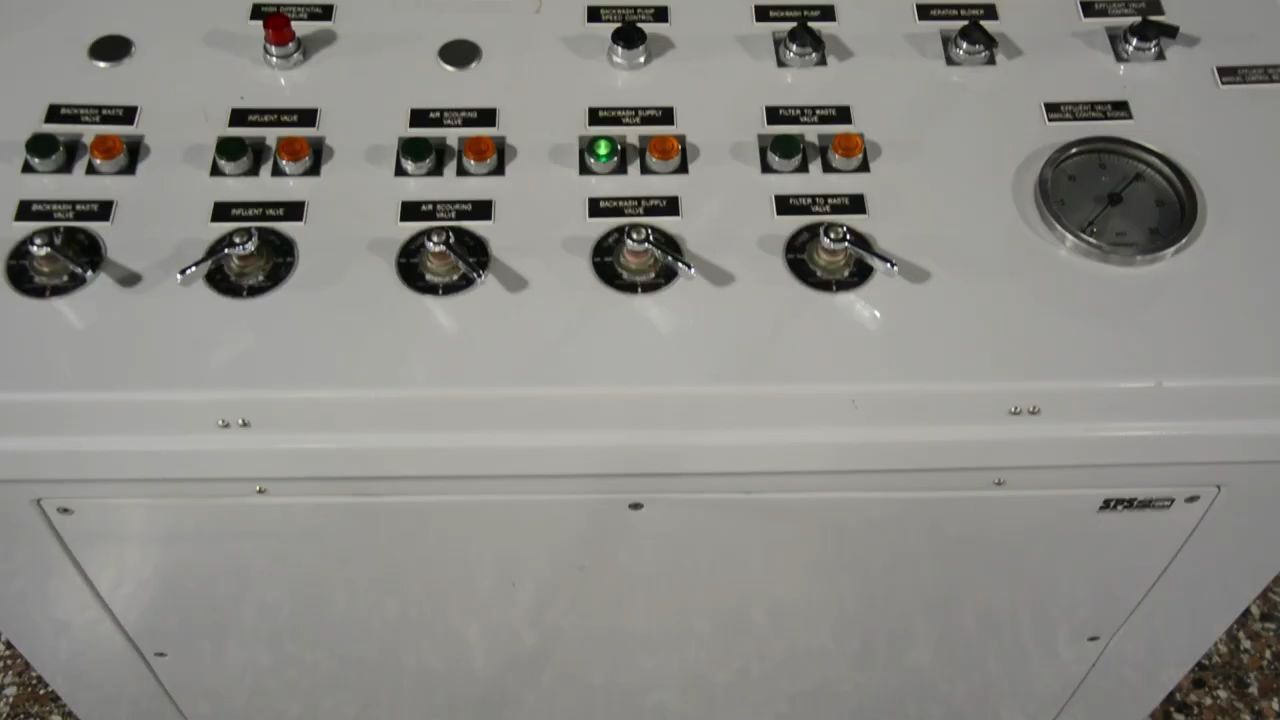 HIGH DIFFERENTIAL
BACKWASH PUMP
SPEED CONTROL
BACKWASH PUMP
AERATION BLOWER
EFFLUENT VALVE
CONTROL
EFFLUENT VALVE
BACKWASH WASTE
VALVE
INFLUENT VALVE
AIR SCOURING
VALVE
BACKWASH SUPPLY
VALVE
FILTER TO WASTE
VALVE
EFFLUENT VALVE
MANUAL CONTROL SIGNAL
BACKWASH WASTE
VALVE
INFLUENT VALVE
AIR SCOURING
VALVE
BACKWASH SUPPLY
VALVE
FILTER TO WASTE
VALVE
SPS